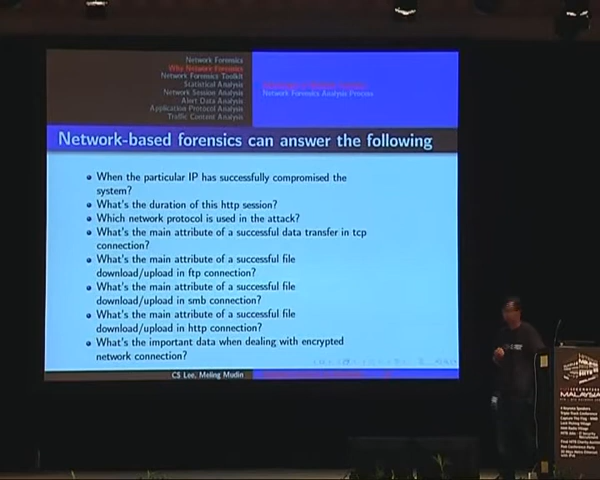 Network Forensics
Why Network Forensics
Network Forensics Toolkit
Statistical Analysis
Network Session Analysis
Alert Data Analysis
Application Protocol Analysis
Traffic Content Analysis
Network Forensics Analysis Process
Network-based forensics can answer the following
When the particular IP has successfully compromised the
system?
What's the duration of this http session?
Which network protocol is used in the attack?
What's the main attribute of a successful data transfer in tcp
connection?
What's the main attribute of a successful file
download/upload in ftp connection?
What's the main attribute of a successful file
download/upload in smb connection?
What's the main attribute of a successful file
download/upload in http connection?
What's the important data when dealing with encrypted
network connection?
CS Lee, Meling Mudin
MALAYSIA